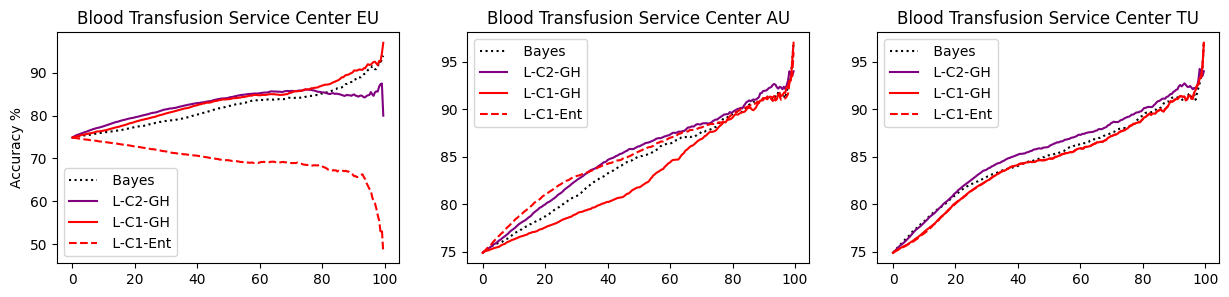 Blood Transfusion Service Center EU
Accuracy %
90
80
70
60
50
0 20 40 60 80 100
Bayes
L-C2-GH
L-C1-GH
L-C1-Ent
Blood Transfusion Service Center AU
95
90
85
80
75
0 20 40 60 80 100
Bayes
L-C2-GH
L-C1-GH
L-C1-Ent
Blood Transfusion Service Center TU
95
90
85
80
75
0 20 40 60 80 100
Bayes
L-C2-GH
L-C1-GH
L-C1-Ent